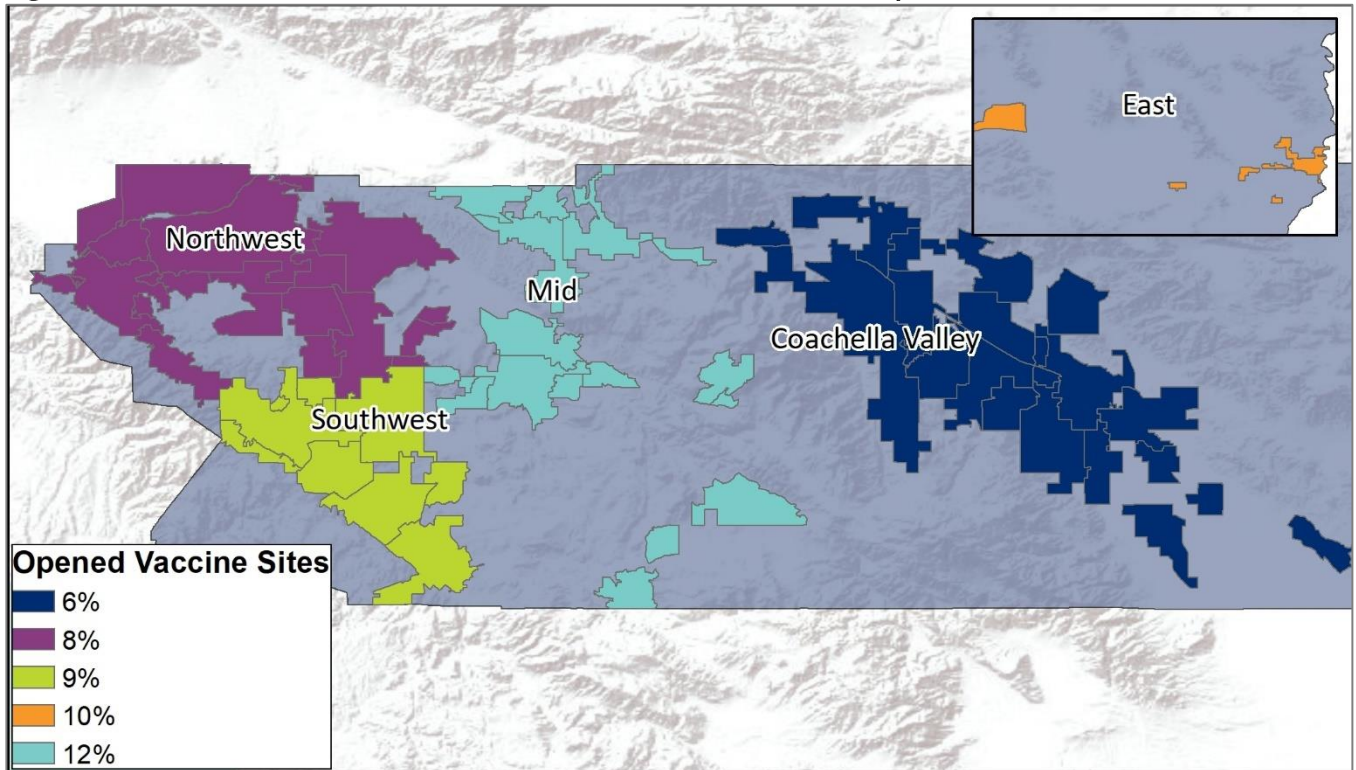 East
Northwest
Mid
Coachella Valley
Southwest
Opened Vaccine Sites
6%
8%
9%
10%
12%